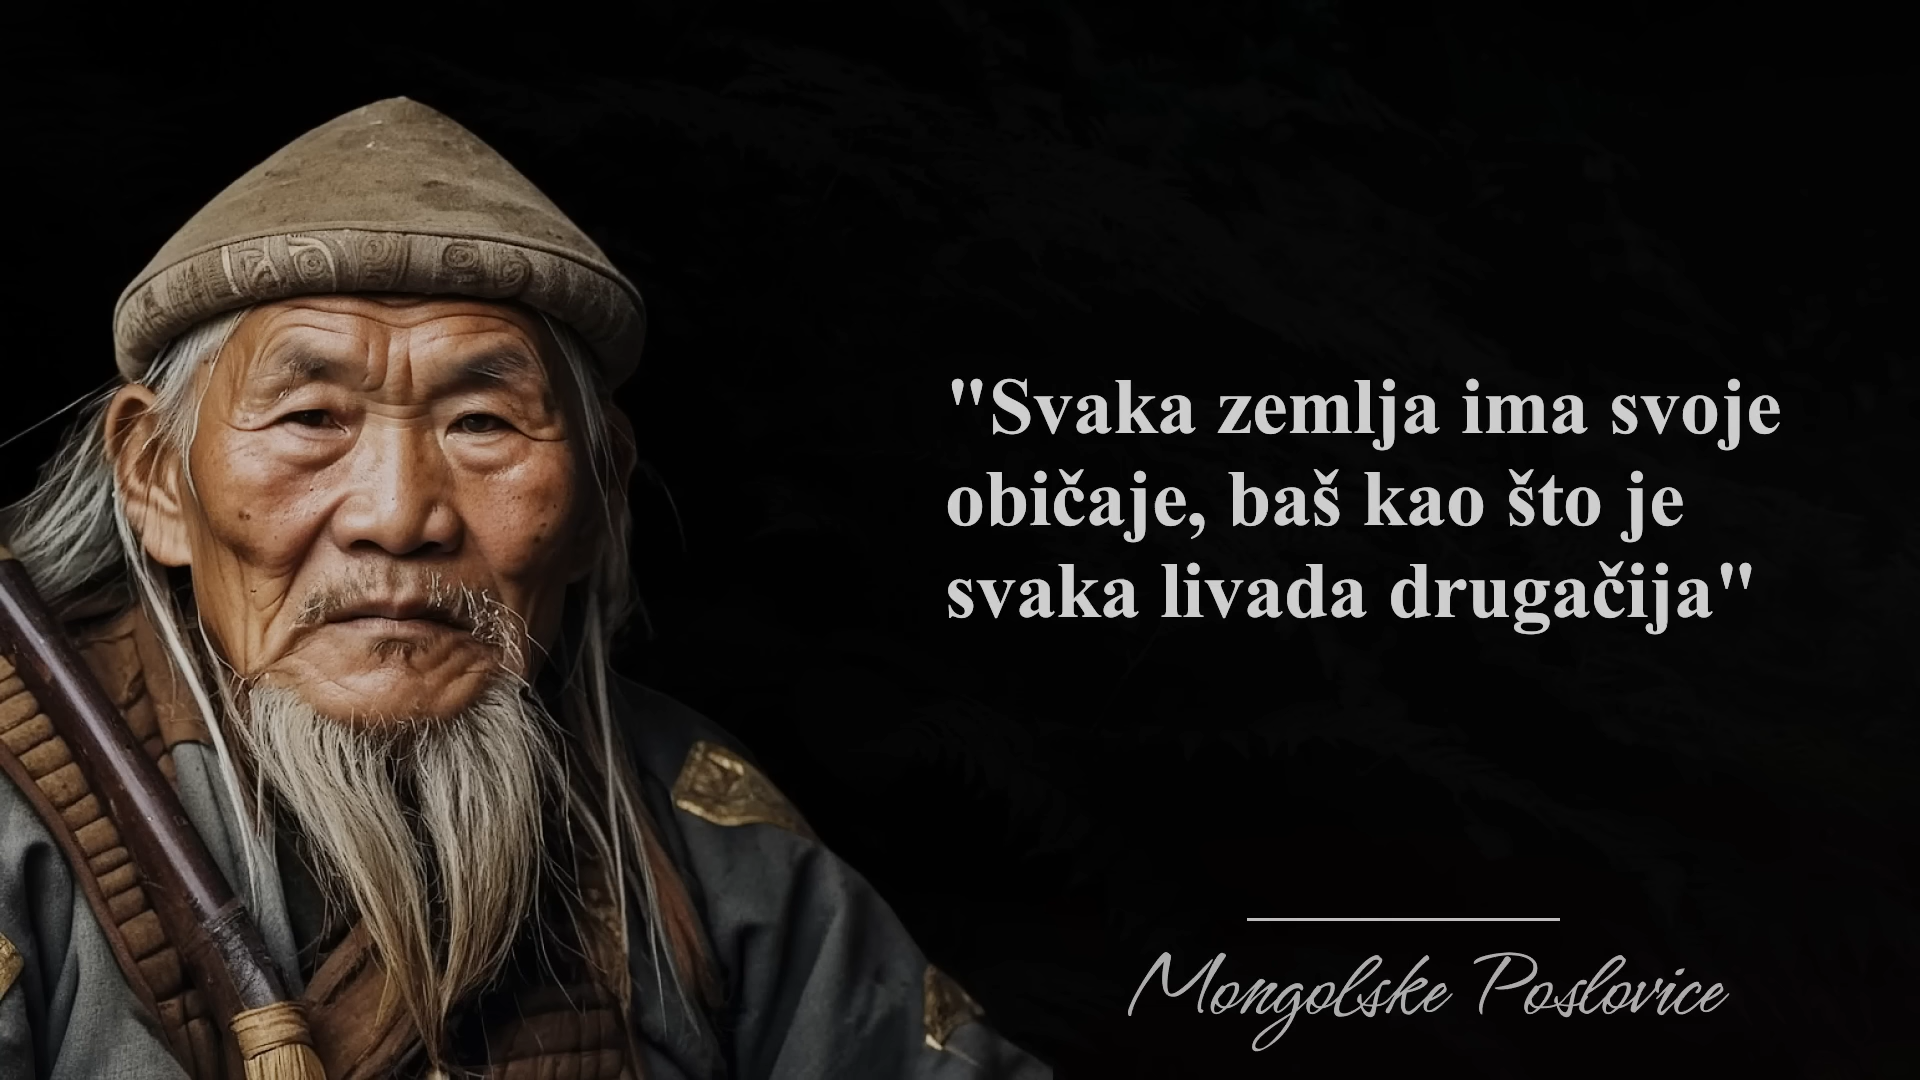 "Svaka zemlja ima svoje
običaje, baš kao što je
svaka livada drugačija"
Mongolske Poslovice